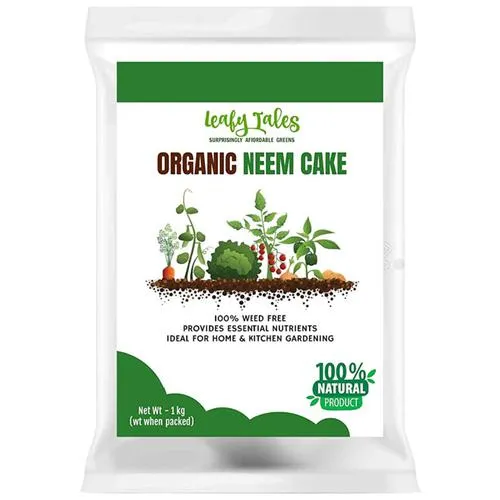 Leafy Tales
SURPRISINGLY AFFORDABLE GREENS
ORGANIC NEEM CAKE
100% WEED FREE
PROVIDES ESSENTIAL NUTRIENTS
IDEAL FOR HOME & KITCHEN GARDENING
100%
NATURAL
PRODUCT
Net Wt - 1 kg
(wt when packed)